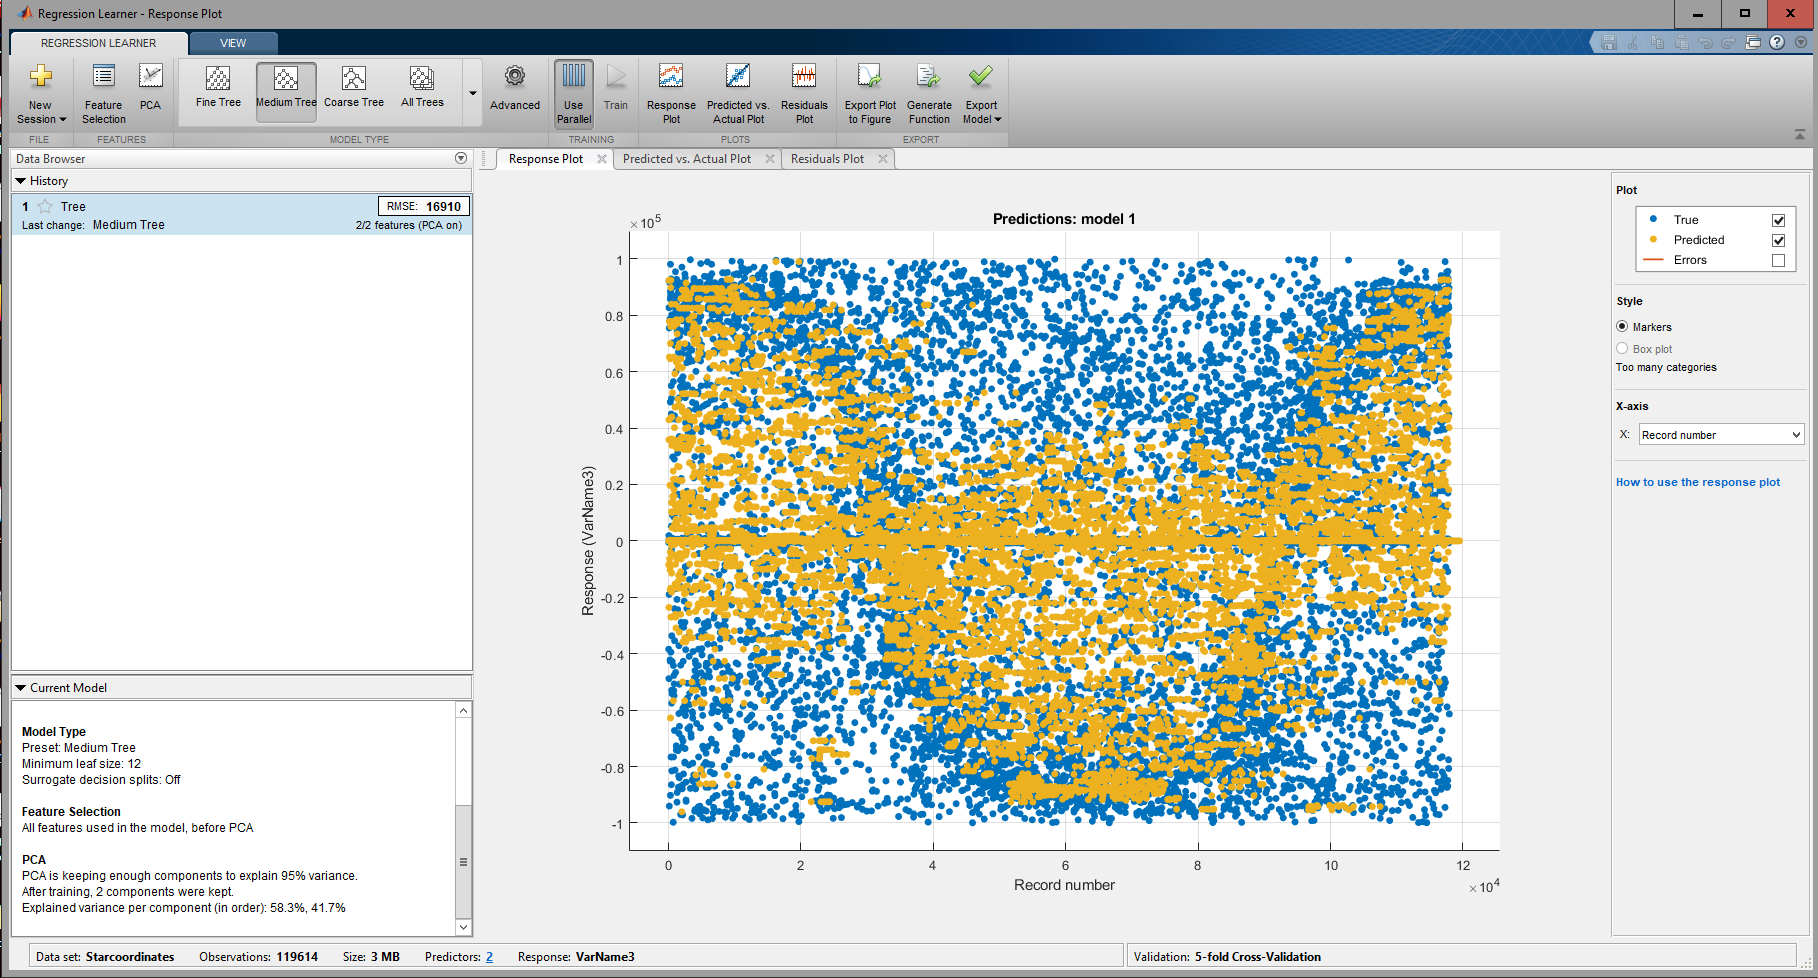 Regression Learner - Response Plot
REGRESSION LEARNER
VIEW
New Session
Feature Selection
PCA
Fine Tree
Medium Tree
Coarse Tree
All Trees
Advanced
Use Parallel
Train
Response Plot
Predicted vs. Actual Plot
Residuals Plot
Export Plot to Figure
Generate Function
Export Model
FILE
FEATURES
MODEL TYPE
TRAINING
PLOTS
EXPORT
Data Browser
History
1 Tree RMSE: 16910
Last change: Medium Tree 2/2 features (PCA on)
Current Model
Model Type
Preset: Medium Tree
Minimum leaf size: 12
Surrogate decision splits: Off
Feature Selection
All features used in the model, before PCA
PCA
PCA is keeping enough components to explain 95% variance.
After training, 2 components were kept.
Explained variance per component (in order): 58.3%, 41.7%
Response Plot
Predicted vs. Actual Plot
Residuals Plot
Predictions: model 1
×10^5
1
0.8
0.6
0.4
0.2
0
-0.2
-0.4
-0.6
-0.8
-1
Response (VarName3)
0 2 4 6 8 10 12
Record number
×10^4
Plot
True
Predicted
Errors
Style
Markers
Box plot
Too many categories
X-axis
X: Record number
How to use the response plot
Data set: Starcoordinates Observations: 119614 Size: 3 MB Predictors: 2 Response: VarName3
Validation: 5-fold Cross-Validation